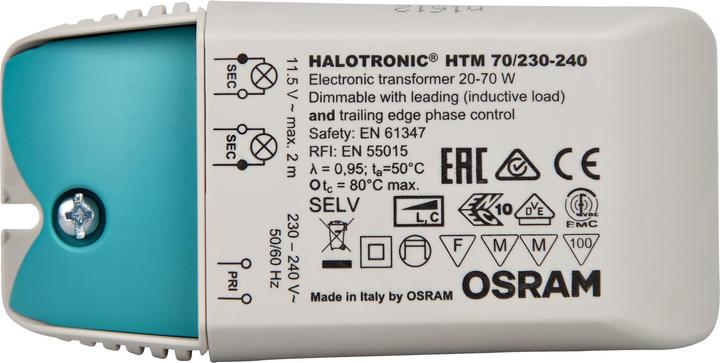 HALOTRONIC® HTM 70/230-240
Electronic transformer 20-70 W
Dimmable with leading (inductive load)
and trailing edge phase control
Safety: EN 61347
RFI: EN 55015
λ = 0,95; ta=50°C
tc = 80°C max.
SELV
L, C
EAC
CE
10
VDE
VDE
EMC
F
M
M
100
Made in Italy by OSRAM
OSRAM
SEC
SEC
11.5 V~ max. 2 m
PRI
230 – 240 V~
50/60 Hz